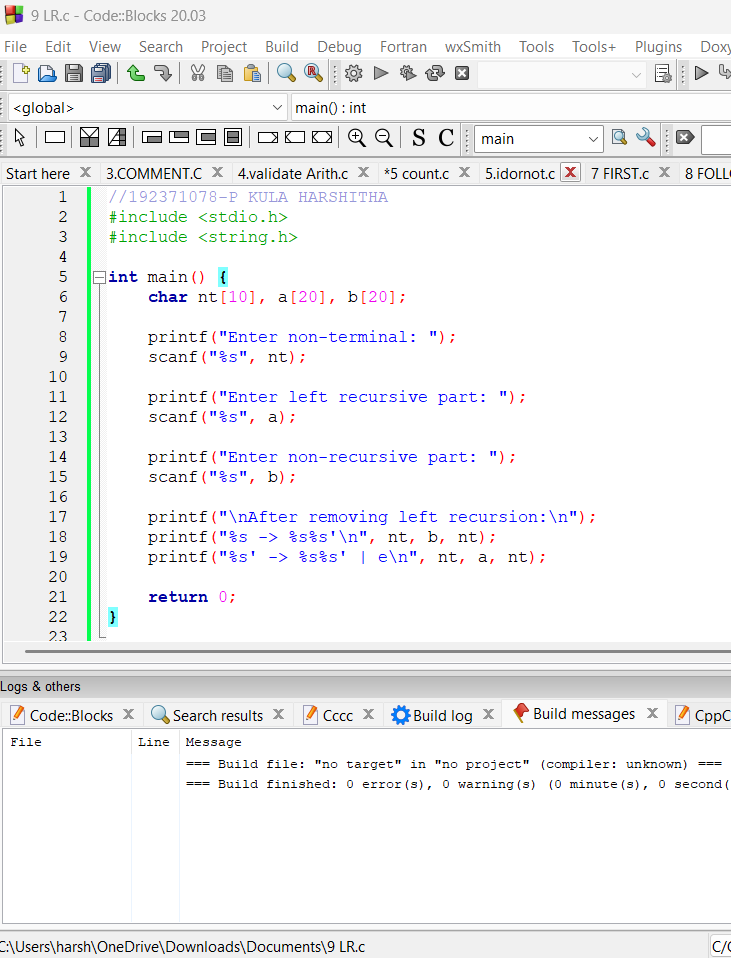 9 LR.c - Code::Blocks 20.03
File Edit View Search Project Build Debug Fortran wxSmith Tools Tools+ Plugins Doxy
<global> main() : int
S C main
Start here 3.COMMENT.C 4.validate Arith.c *5 count.c 5.idornot.c 7 FIRST.c 8 FOLL
1 //192371078-P KULA HARSHITHA
2 #include <stdio.h>
3 #include <string.h>
4
5 int main() {
6 char nt[10], a[20], b[20];
7
8 printf("Enter non-terminal: ");
9 scanf("%s", nt);
10
11 printf("Enter left recursive part: ");
12 scanf("%s", a);
13
14 printf("Enter non-recursive part: ");
15 scanf("%s", b);
16
17 printf("\nAfter removing left recursion:\n");
18 printf("%s -> %s%s'\n", nt, b, nt);
19 printf("%s' -> %s%s' | e\n", nt, a, nt);
20
21 return 0;
22 }
23
Logs & others
Code::Blocks Search results Cccc Build log Build messages CppC
File Line Message
=== Build file: "no target" in "no project" (compiler: unknown) ===
=== Build finished: 0 error(s), 0 warning(s) (0 minute(s), 0 second(
C:\Users\harsh\OneDrive\Downloads\Documents\9 LR.c C/C